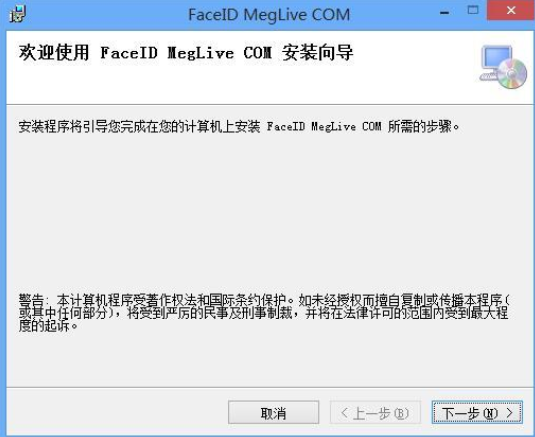 FaceID MegLive COM
欢迎使用 FaceID MegLive COM 安装向导
安装程序将引导您完成在您的计算机上安装 FaceID MegLive COM 所需的步骤。
警告: 本计算机程序受著作权法和国际条约保护。如未经授权而擅自复制或传播本程序(
或其中任何部分)，将受到严厉的民事及刑事制裁，并将在法律许可的范围内受到最大程
度的起诉。
取消
< 上一步(B)
下一步(N) >